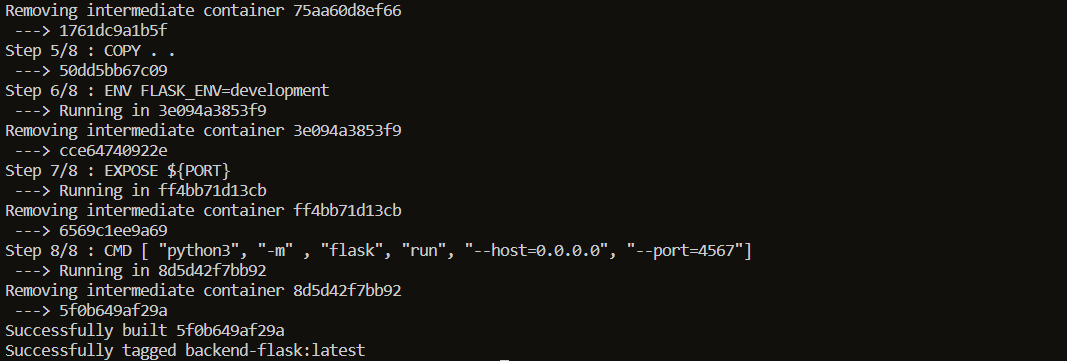 Removing intermediate container 75aa60d8ef66
---> 1761dc9a1b5f
Step 5/8 : COPY . .
---> 50dd5bb67c09
Step 6/8 : ENV FLASK_ENV=development
---> Running in 3e094a3853f9
Removing intermediate container 3e094a3853f9
---> cce64740922e
Step 7/8 : EXPOSE ${PORT}
---> Running in ff4bb71d13cb
Removing intermediate container ff4bb71d13cb
---> 6569c1ee9a69
Step 8/8 : CMD [ "python3", "-m" , "flask", "run", "--host=0.0.0.0", "--port=4567"]
---> Running in 8d5d42f7bb92
Removing intermediate container 8d5d42f7bb92
---> 5f0b649af29a
Successfully built 5f0b649af29a
Successfully tagged backend-flask:latest